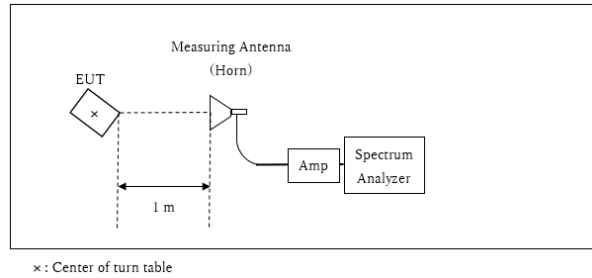 Measuring Antenna
(Horn)
EUT
×
Amp
Spectrum
Analyzer
1 m
× : Center of turn table